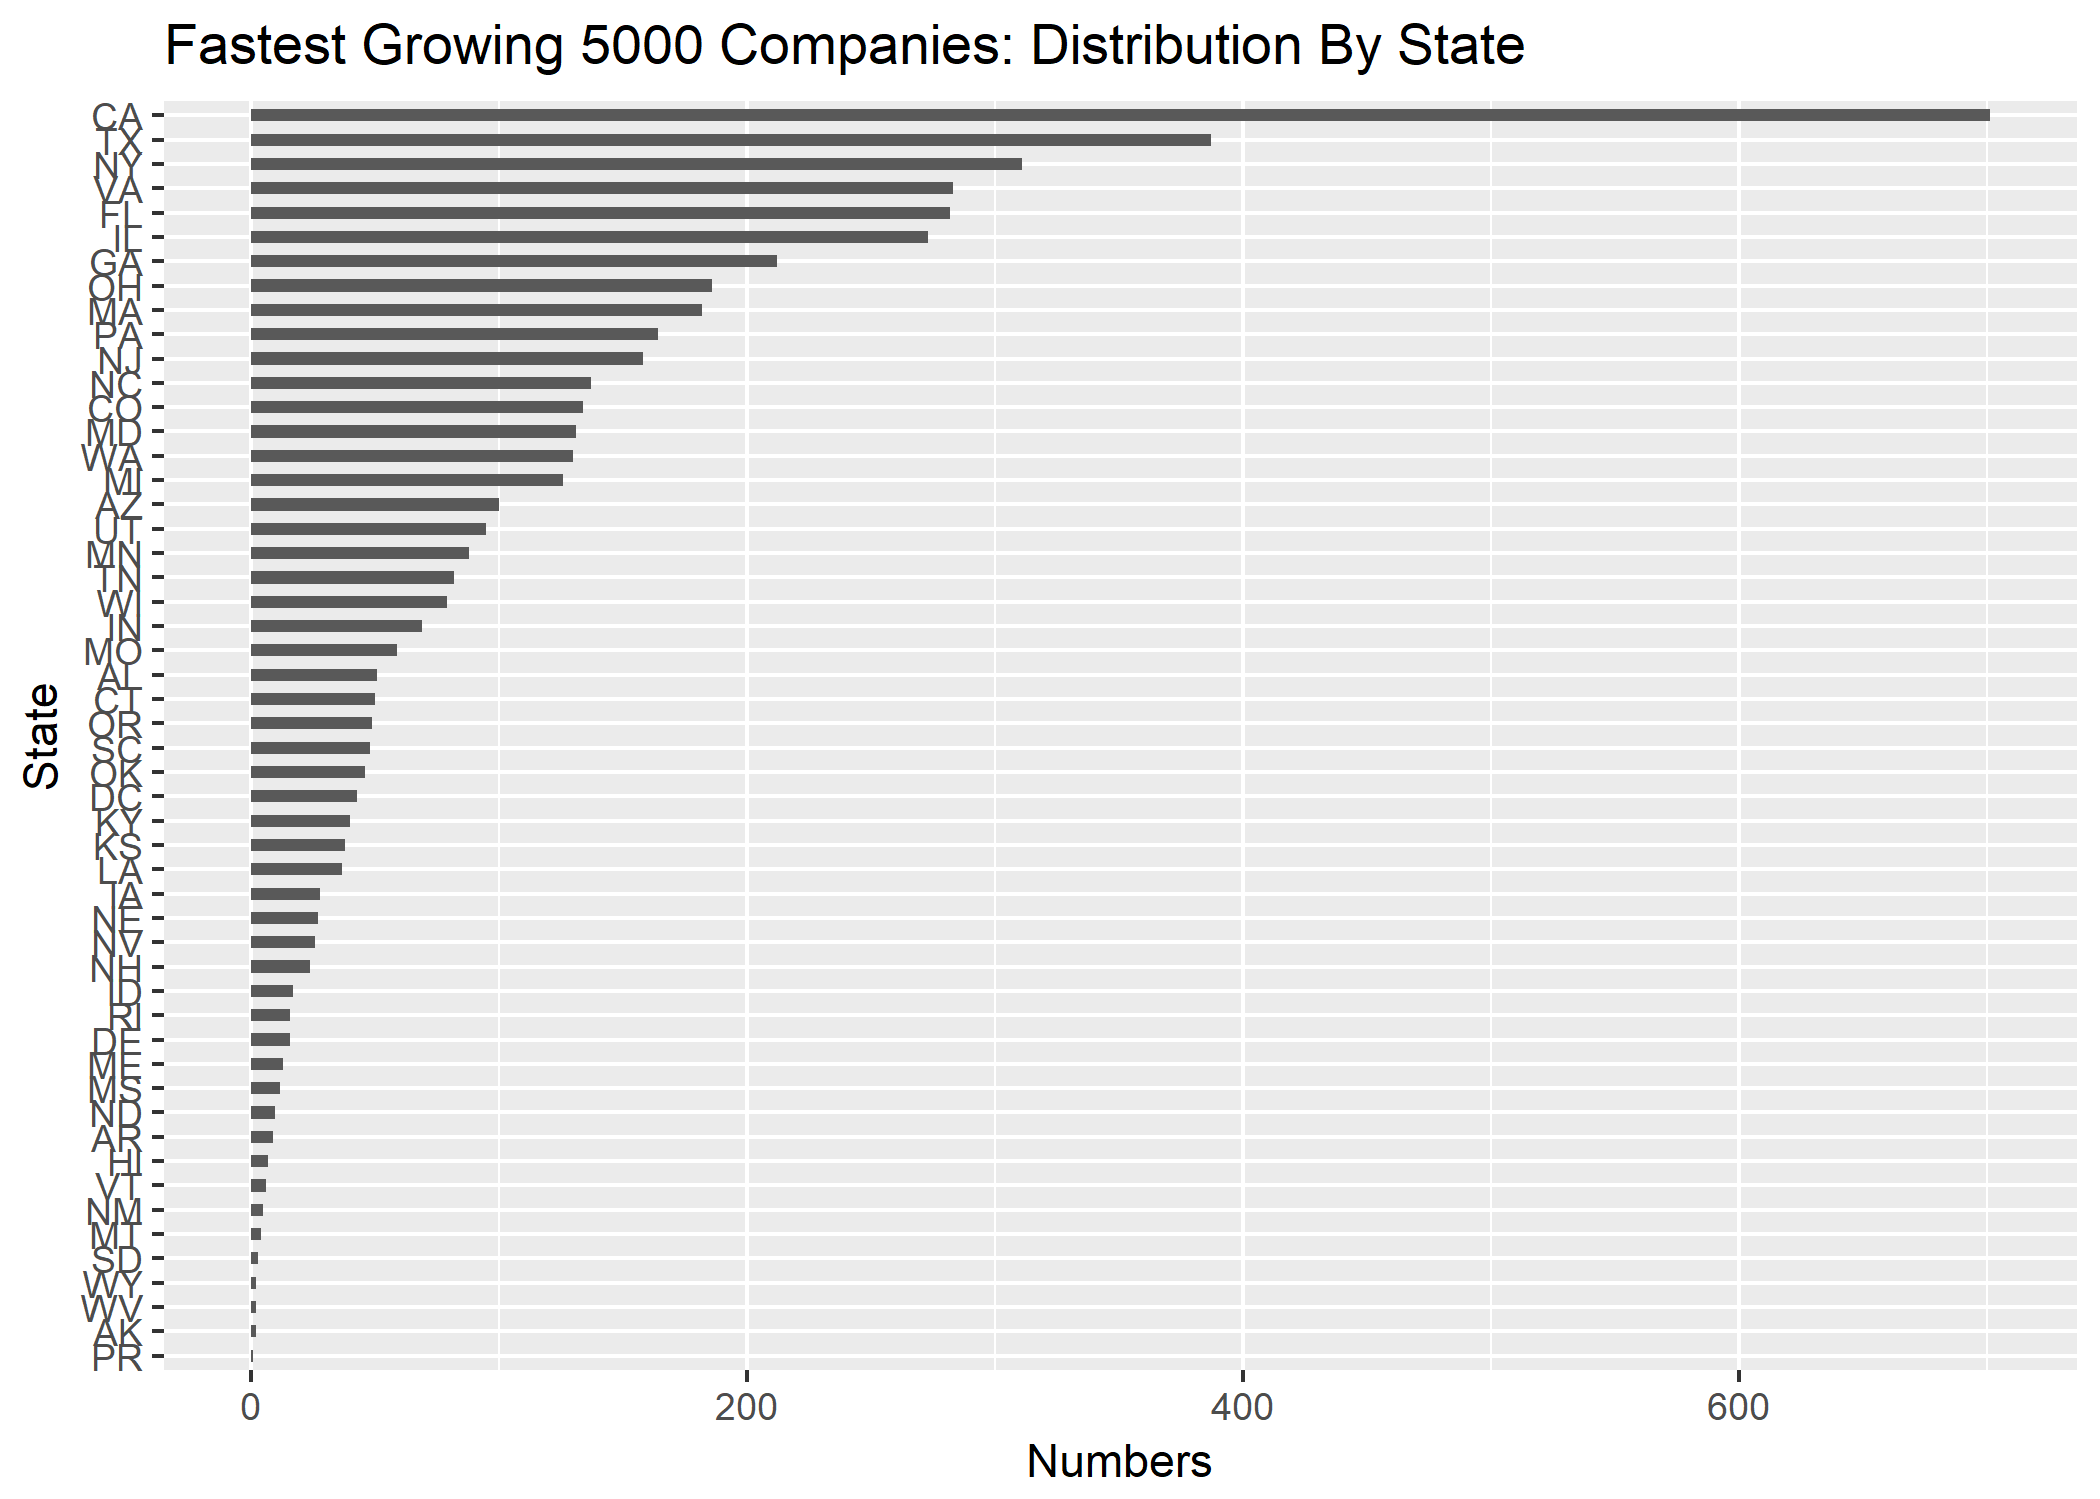 Fastest Growing 5000 Companies: Distribution By State
CA
TX
NY
VA
FL
IL
GA
OH
MA
PA
NJ
NC
CO
MD
WA
MI
AZ
UT
MN
TN
WI
IN
MO
AL
CT
OR
SC
OK
DC
KY
KS
LA
IA
NE
NV
NH
ID
RI
DE
ME
MS
ND
AR
HI
VT
NM
MT
SD
WY
WV
AK
PR
State
0 200 400 600
Numbers